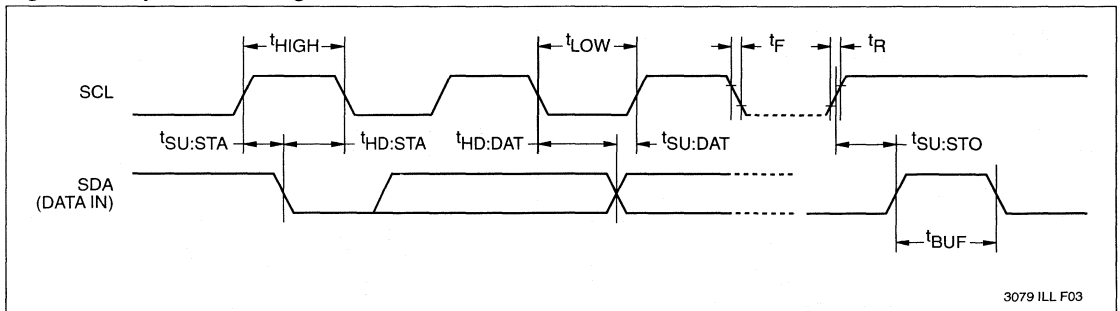 tHIGH
tLOW
tF
tR
SCL
tSU:STA
tHD:STA
tHD:DAT
tSU:DAT
tSU:STO
SDA
(DATA IN)
tBUF
3079 ILL F03